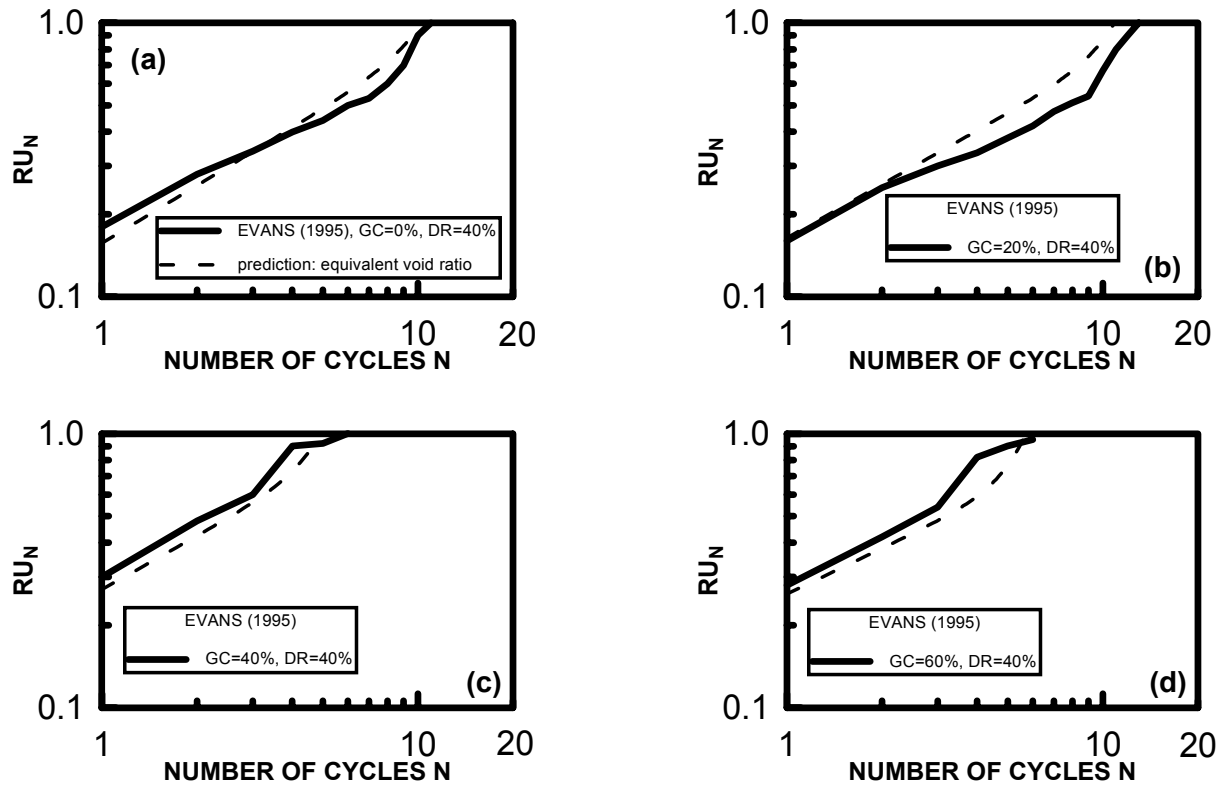 1.0
(a)
RU_N
EVANS (1995), GC=0%, DR=40%
prediction: equivalent void ratio
0.1
1
10
20
NUMBER OF CYCLES N
1.0
RU_N
EVANS (1995)
GC=20%, DR=40%
(b)
0.1
1
10
20
NUMBER OF CYCLES N
1.0
RU_N
EVANS (1995)
GC=40%, DR=40%
(c)
0.1
1
10
20
NUMBER OF CYCLES N
1.0
RU_N
EVANS (1995)
GC=60%, DR=40%
(d)
0.1
1
10
20
NUMBER OF CYCLES N